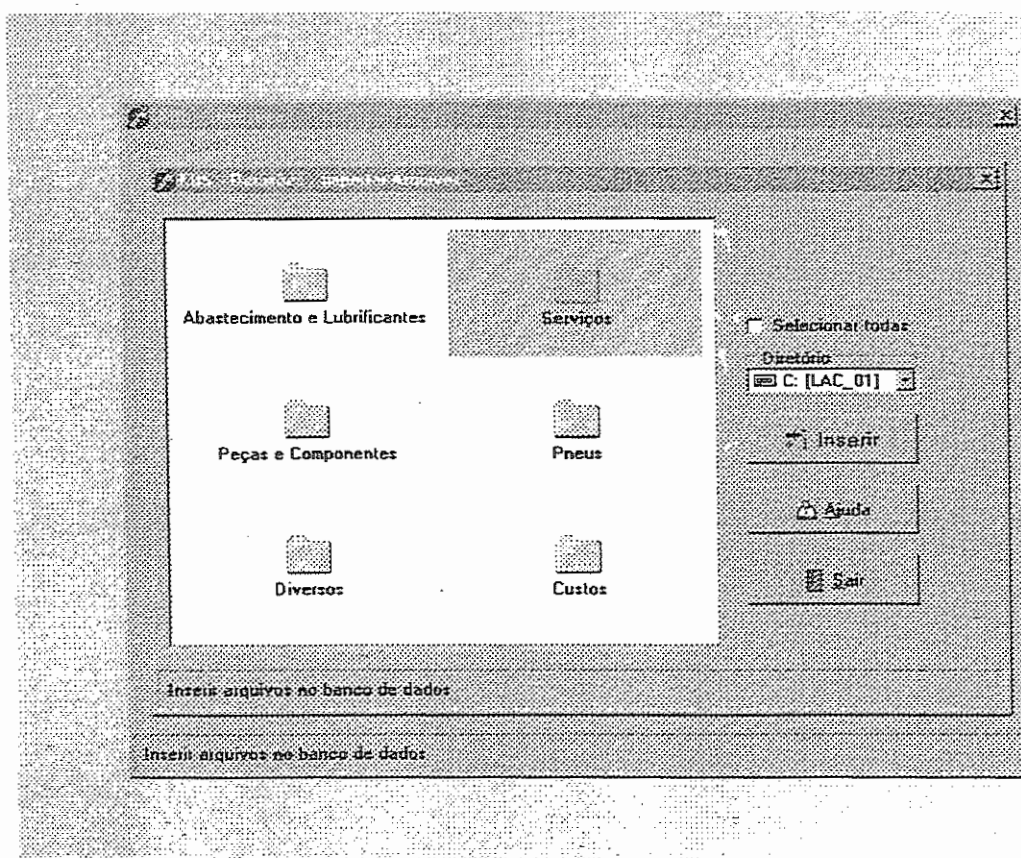 Abastecimento e Lubrificantes
Serviços
Selecionar todas
Diretório
C: [LAC_01]
Peças e Componentes
Pneus
Inserir
Ajuda
Diversos
Custos
Sair
Inserir arquivos no banco de dados
Inserir arquivos no banco de dados